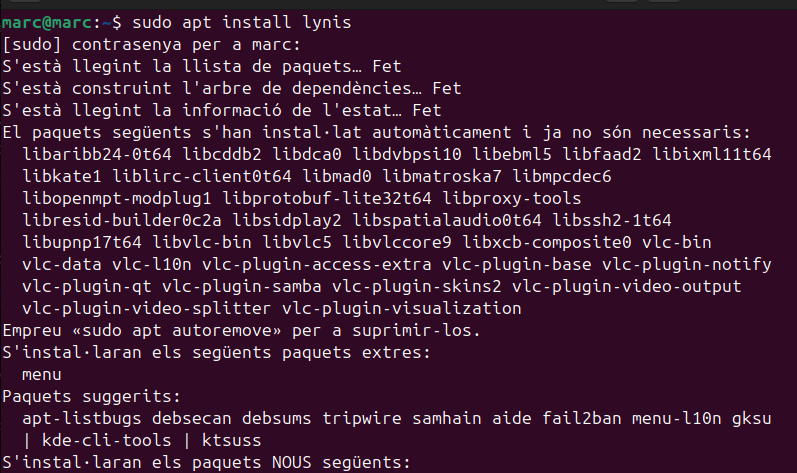 marc@marc:~$ sudo apt install lynis
[sudo] contrasenya per a marc:
S'està llegint la llista de paquets… Fet
S'està construint l'arbre de dependències… Fet
S'està llegint la informació de l'estat… Fet
El paquets següents s'han instal·lat automàticament i ja no són necessaris:
  libaribb24-0t64 libcddb2 libdca0 libdvbpsi10 libebml5 libfaad2 libixml11t64
  libkate1 liblirc-client0t64 libmad0 libmatroska7 libmpcdec6
  libopenmpt-modplug1 libprotobuf-lite32t64 libproxy-tools
  libresid-builder0c2a libsidplay2 libspatialaudio0t64 libssh2-1t64
  libupnp17t64 libvlc-bin libvlc5 libvlccore9 libxcb-composite0 vlc-bin
  vlc-data vlc-l10n vlc-plugin-access-extra vlc-plugin-base vlc-plugin-notify
  vlc-plugin-qt vlc-plugin-samba vlc-plugin-skins2 vlc-plugin-video-output
  vlc-plugin-video-splitter vlc-plugin-visualization
Empreu «sudo apt autoremove» per a suprimir-los.
S'instal·laran els següents paquets extres:
  menu
Paquets suggerits:
  apt-listbugs debsecan debsums tripwire samhain aide fail2ban menu-l10n gksu
  | kde-cli-tools | ktsuss
S'instal·laran els paquets NOUS següents: